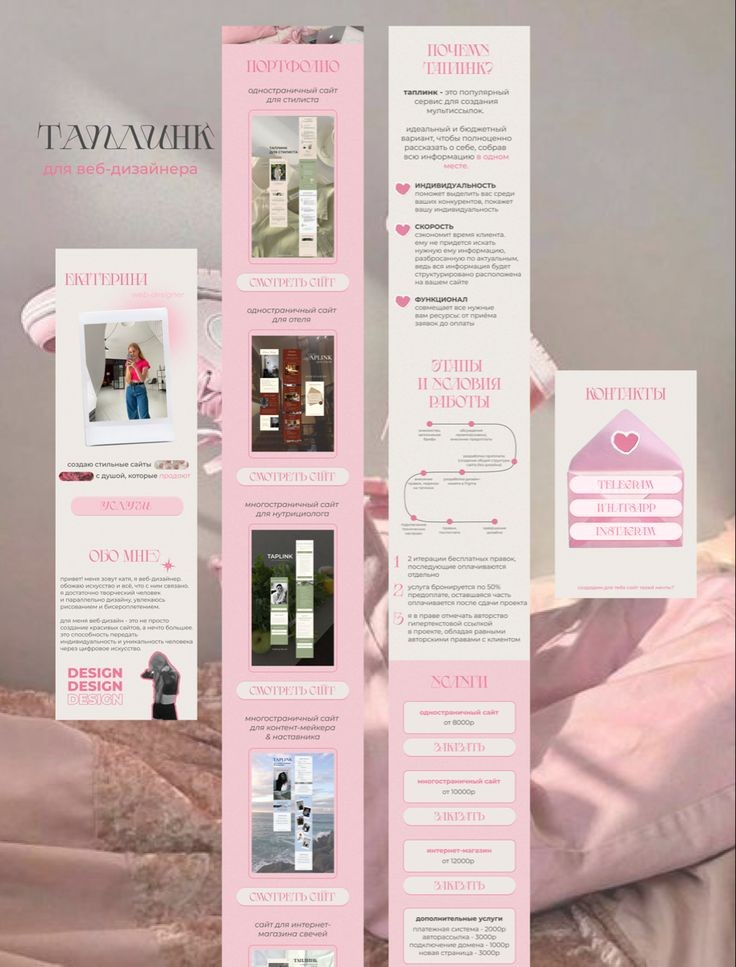 ТАПЛИНК
для веб-дизайнера
ЕКАТЕРИНА
web-designer
создаю стильные сайты
с душой, которые продают
УСЛУГИ
ОБО МНЕ
привет! меня зовут катя, я веб-дизайнер.
обожаю искусство и всё, что с ним связано.
я достаточно творческий человек
и параллельно дизайну, увлекаюсь
рисованием и бисероплетением.
для меня веб-дизайн - это не просто
создание красивых сайтов, а нечто большее.
это способность передать
индивидуальность и уникальность человека
через цифровое искусство.
DESIGN
DESIGN
DESIGN
ПОРТФОЛИО
одностраничный сайт
для стилиста
ТАПЛИНК
ДЛЯ СТИЛИСТА
СМОТРЕТЬ САЙТ
одностраничный сайт
для отеля
TAPLINK
СМОТРЕТЬ САЙТ
многостраничный сайт
для нутрициолога
TAPLINK
СМОТРЕТЬ САЙТ
многостраничный сайт
для контент-мейкера
& наставника
TAPLINK
СМОТРЕТЬ САЙТ
сайт для интернет-
магазина свечей
ТАПЛИНК
ПОЧЕМУ
ТАПЛИНК?
таплинк - это популярный
сервис для создания
мультиссылок.
идеальный и бюджетный
вариант, чтобы полноценно
рассказать о себе, собрав
всю информацию в одном
месте.
ИНДИВИДУАЛЬНОСТЬ
поможет выделить вас среди
ваших конкурентов, покажет
вашу индивидуальность
СКОРОСТЬ
сэкономит время клиента.
ему не придется искать
нужную ему информацию,
разбросанную по актуальным,
ведь вся информация будет
структурировано расположена
на вашем сайте
ФУНКЦИОНАЛ
совмещает все нужные
вам ресурсы: от приёма
заявок до оплаты
ЭТАПЫ
И УСЛОВИЯ
РАБОТЫ
1 2 итерации бесплатных правок,
последующие оплачиваются
отдельно
2 услуга бронируется по 50%
предоплате, оставшаяся часть
оплачивается после сдачи проекта
3 я в праве отмечать авторство
гипертекстовой ссылкой
в проекте, обладая равными
авторскими правами с клиентом
УСЛУГИ
одностраничный сайт
от 8000р
ЗАКАЗАТЬ
многостраничный сайт
от 10000р
ЗАКАЗАТЬ
интернет-магазин
от 12000р
ЗАКАЗАТЬ
дополнительные услуги
платежная система - 2000р
авторассылка - 3000р
подключение домена - 1000р
новая страница - 3000р
КОНТАКТЫ
TELEGRAM
WHATSAPP
INSTAGRAM
создадим для тебя сайт твоей мечты?